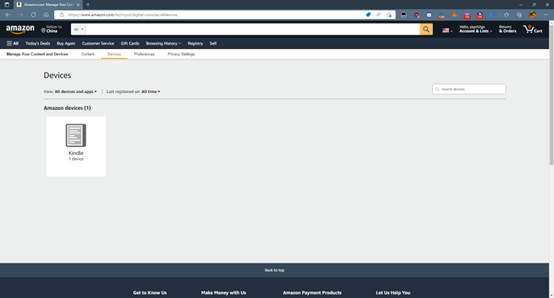 Amazon.com: Manage Your Con
https://www.amazon.com/hz/mycd/digital-console/alldevices
amazon
Deliver to
China
All
Hello, psych2go
Account & Lists
Returns
& Orders
0
Cart
All
Today's Deals
Buy Again
Customer Service
Gift Cards
Browsing History
Registry
Sell
Manage Your Content and Devices
Content
Devices
Preferences
Privacy Settings
Devices
View: All devices and apps
Last registered on: All time
Search devices
Amazon devices (1)
Kindle
1 device
Back to top
Get to Know Us
Make Money with Us
Amazon Payment Products
Let Us Help You